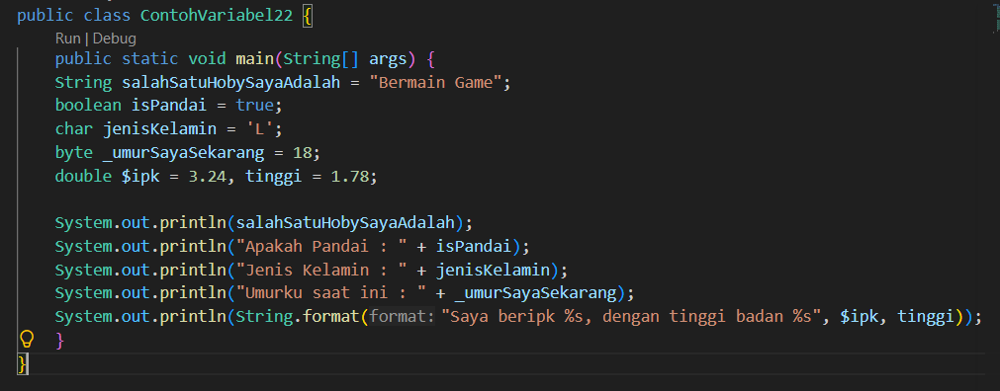 public class ContohVariabel22 {
Run | Debug
public static void main(String[] args) {
String salahSatuHobySayaAdalah = "Bermain Game";
boolean isPandai = true;
char jenisKelamin = 'L';
byte _umurSayaSekarang = 18;
double $ipk = 3.24, tinggi = 1.78;
System.out.println(salahSatuHobySayaAdalah);
System.out.println("Apakah Pandai : " + isPandai);
System.out.println("Jenis Kelamin : " + jenisKelamin);
System.out.println("Umurku saat ini : " + _umurSayaSekarang);
System.out.println(String.format(format: "Saya beripk %s, dengan tinggi badan %s", $ipk, tinggi));
}
}